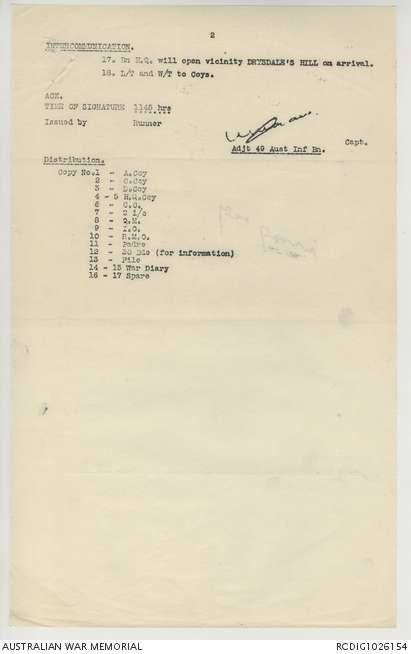 2
INTERCOMMUNICATION.
17. Bn H.Q. will open vicinity DRYSDALE'S HILL on arrival.
18. L/T and W/T to Coys.
ACK.
TIME OF SIGNATURE 1145 hrs
Issued by Runner
Capt.
Adjt 49 Aust Inf Bn.
Distribution.
Copy No.1 - A.Coy
2 - C.Coy
3 - D.Coy
4 - 5 H.Q.Coy
6 - C.O.
7 - 2 i/c
8 - Q.M.
9 - I.O.
10 - R.M.O.
11 - Padre
12 - 30 Bde (for information)
13 - File
14 - 15 War Diary
16 - 17 Spare
AUSTRALIAN WAR MEMORIAL
RCDIG1026154